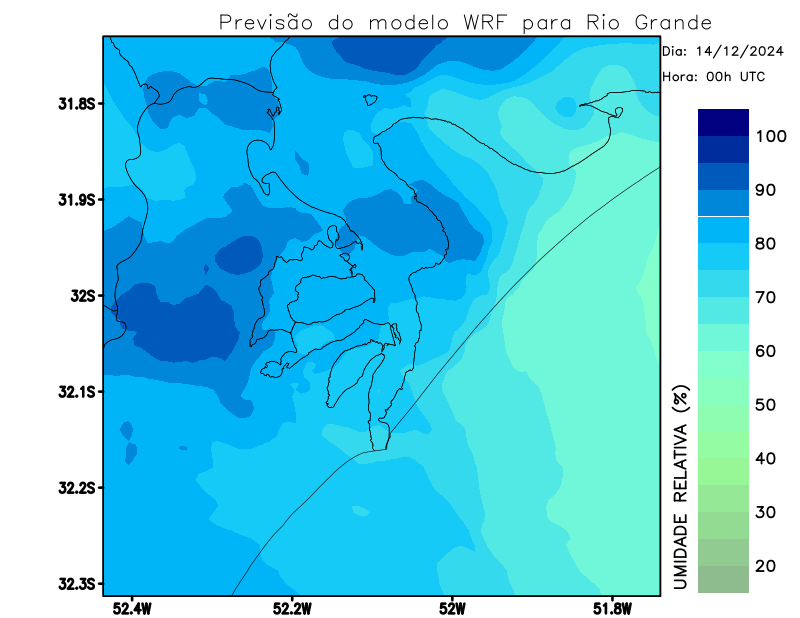 Previsão do modelo WRF para Rio Grande
Dia: 14/12/2024
Hora: 00h UTC
31.8S
31.9S
32S
32.1S
32.2S
32.3S
52.4W
52.2W
52W
51.8W
100
90
80
70
60
50
40
30
20
UMIDADE RELATIVA (%)